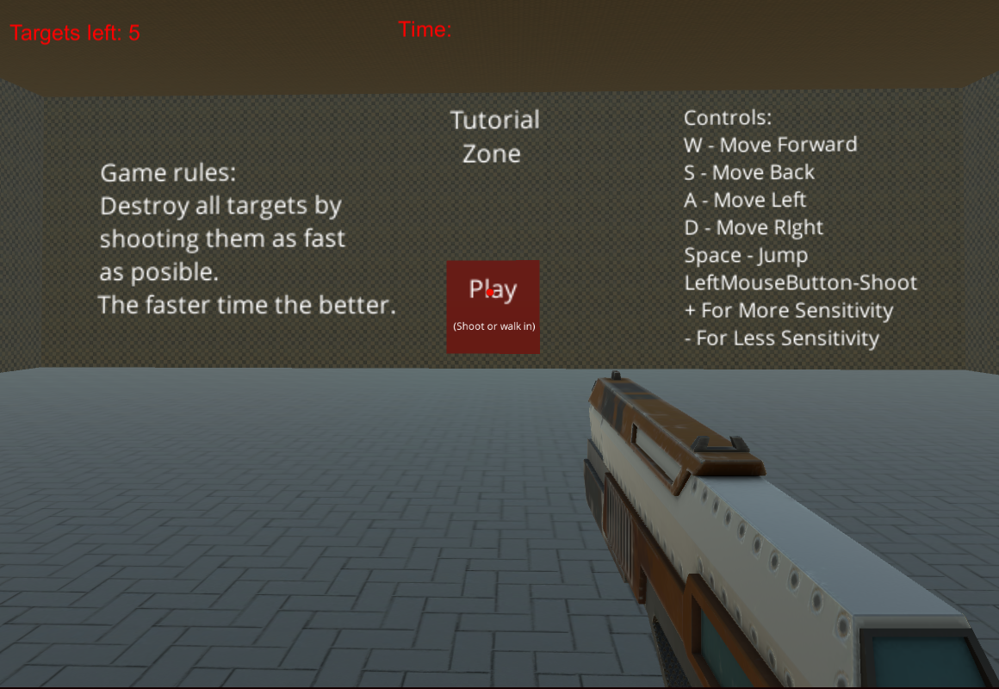 Targets left: 5
Time:
Tutorial
Zone
Game rules:
Destroy all targets by
shooting them as fast
as posible.
The faster time the better.
Play
(Shoot or walk in)
Controls:
W - Move Forward
S - Move Back
A - Move Left
D - Move RIght
Space - Jump
LeftMouseButton-Shoot
+ For More Sensitivity
- For Less Sensitivity